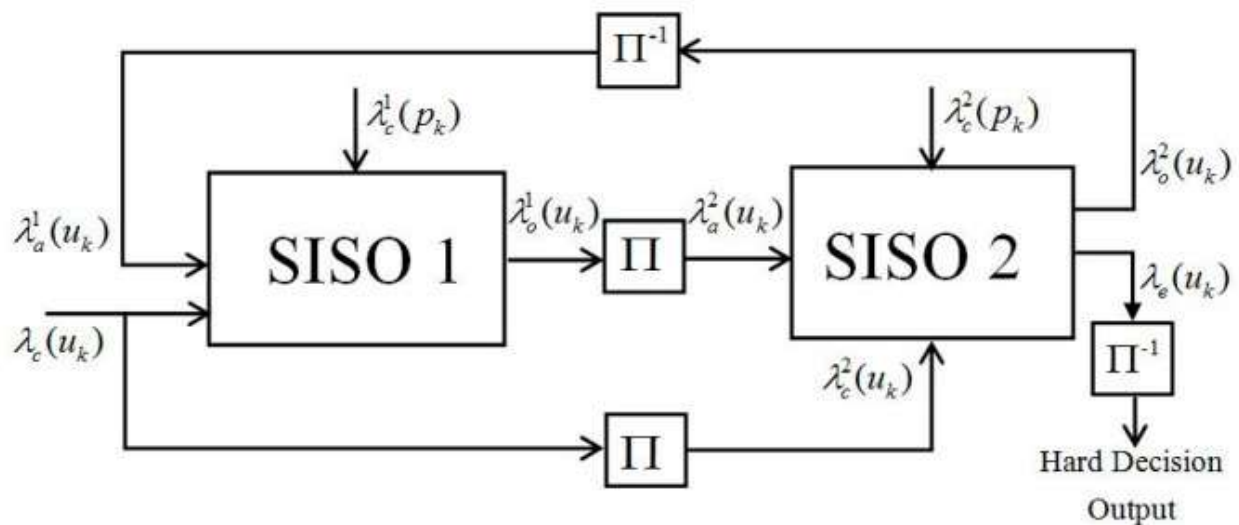 Π⁻¹
λ_c^1(p_k)
λ_c^2(p_k)
λ_o^2(u_k)
λ_a^1(u_k)
SISO 1
λ_o^1(u_k)
Π
λ_a^2(u_k)
SISO 2
λ_e(u_k)
λ_c(u_k)
λ_c^2(u_k)
Π⁻¹
Π
Hard Decision
Output